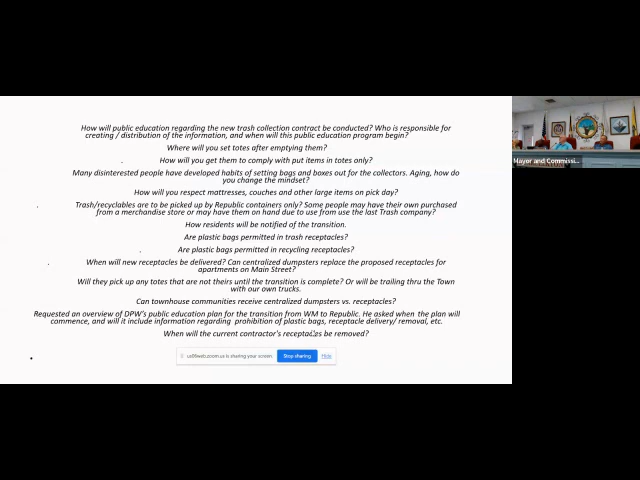 How will public education regarding the new trash collection contract be conducted? Who is responsible for
creating / distribution of the information, and when will this public education program begin?
Where will you set totes after emptying them?
How will you get them to comply with put items in totes only?
Many disinterested people have developed habits of setting bags and boxes out for the collectors. Aging, how do
you change the mindset?
How will you respect mattresses, couches and other large items on pick day?
Trash/recyclables are to be picked up by Republic containers only? Some people may have their own purchased
from a merchandise store or may have them on hand due to use from use the last Trash company?
How residents will be notified of the transition.
Are plastic bags permitted in trash receptacles?
Are plastic bags permitted in recycling receptacles?
When will new receptacles be delivered? Can centralized dumpsters replace the proposed receptacles for
apartments on Main Street?
Will they pick up any totes that are not theirs until the transition is complete? Or will be trailing thru the Town
with our own trucks.
Can townhouse communities receive centralized dumpsters vs. receptacles?
Requested an overview of DPW's public education plan for the transition from WM to Republic. He asked when the plan will
commence, and will it include information regarding prohibition of plastic bags, receptacle delivery/ removal, etc.
When will the current contractor's receptacles be removed?
us06web.zoom.us is sharing your screen. Stop sharing Hide
Mayor and Commissi...